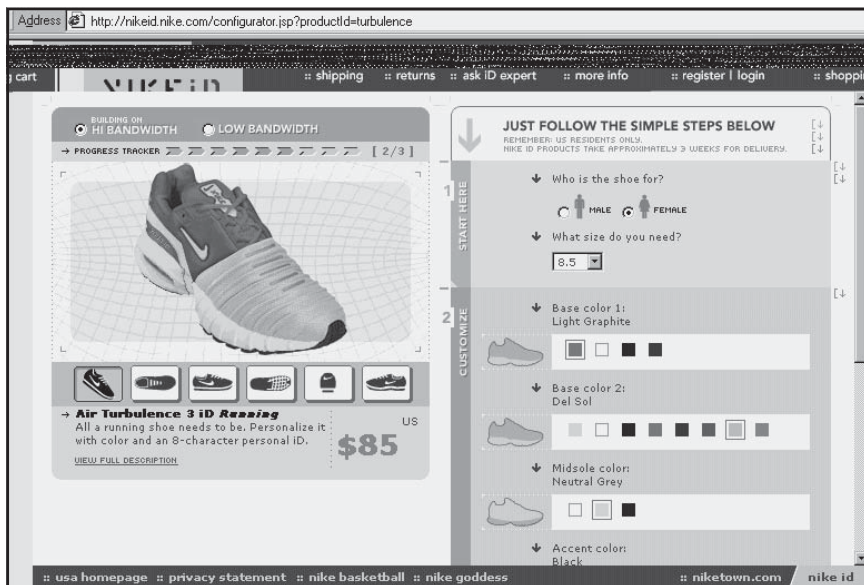 Address http://nikeid.nike.com/configurator.jsp?productId=turbulence
g cart
NIKEiD
:: shipping :: returns :: ask iD expert :: more info :: register | login :: shoppi
BUILDING ON
HI BANDWIDTH LOW BANDWIDTH
→ PROGRESS TRACKER [ 2/3 ]
→ Air Turbulence 3 iD Running
All a running shoe needs to be. Personalize it
with color and an 8-character personal iD.
VIEW FULL DESCRIPTION
$85
US
JUST FOLLOW THE SIMPLE STEPS BELOW
REMEMBER: US RESIDENTS ONLY.
NIKE ID PRODUCTS TAKE APPROXIMATELY 3 WEEKS FOR DELIVERY.
1
START HERE
Who is the shoe for?
MALE FEMALE
What size do you need?
8.5
2
CUSTOMIZE
Base color 1:
Light Graphite
Base color 2:
Del Sol
Midsole color:
Neutral Grey
Accent color:
Black
:: usa homepage :: privacy statement :: nike basketball :: nike goddess
:: niketown.com
nike id